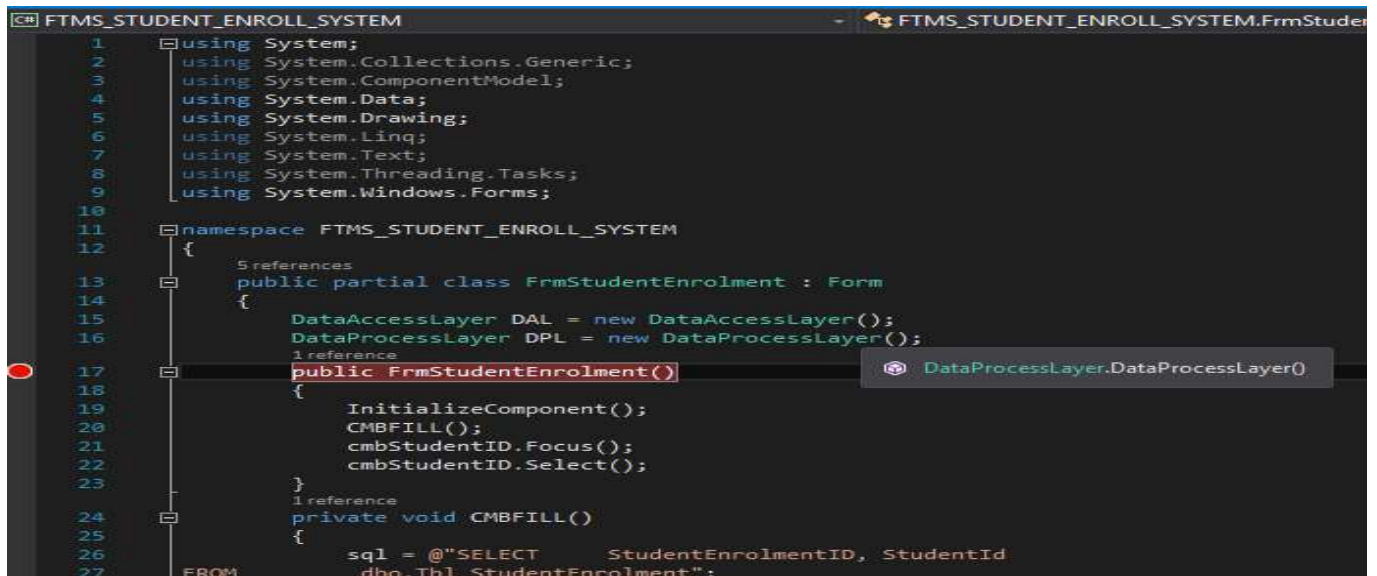 C# FTMS_STUDENT_ENROLL_SYSTEM
FTMS_STUDENT_ENROLL_SYSTEM.FrmStuder
1 using System;
2 using System.Collections.Generic;
3 using System.ComponentModel;
4 using System.Data;
5 using System.Drawing;
6 using System.Linq;
7 using System.Text;
8 using System.Threading.Tasks;
9 using System.Windows.Forms;
10
11 namespace FTMS_STUDENT_ENROLL_SYSTEM
12 {
5 references
13 public partial class FrmStudentEnrolment : Form
14 {
15 DataAccessLayer DAL = new DataAccessLayer();
16 DataProcessLayer DPL = new DataProcessLayer();
1 reference
17 public FrmStudentEnrolment()
DataProcessLayer.DataProcessLayer()
18 {
19 InitializeComponent();
20 CMBFILL();
21 cmbStudentID.Focus();
22 cmbStudentID.Select();
23 }
1 reference
24 private void CMBFILL()
25 {
26 sql = @"SELECT StudentEnrolmentID, StudentId
27 FROM dbo.Tbl_StudentEnrolment";